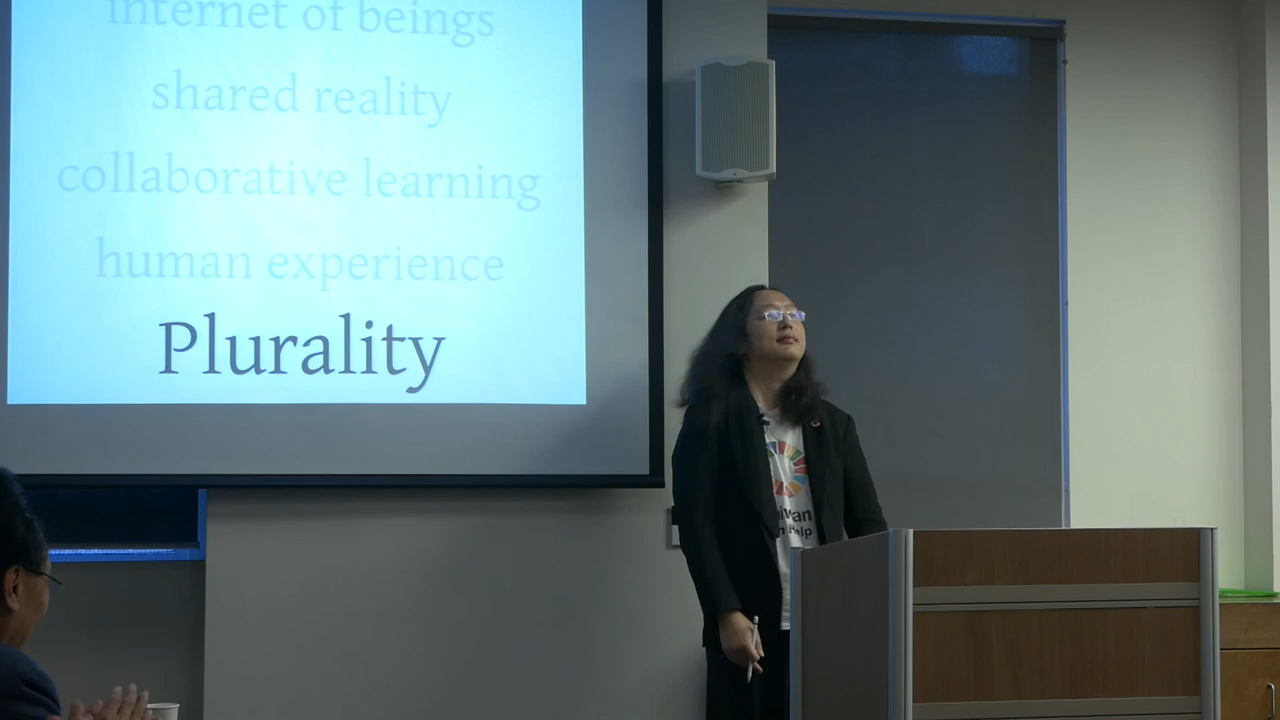 internet of beings
shared reality
collaborative learning
human experience
Plurality